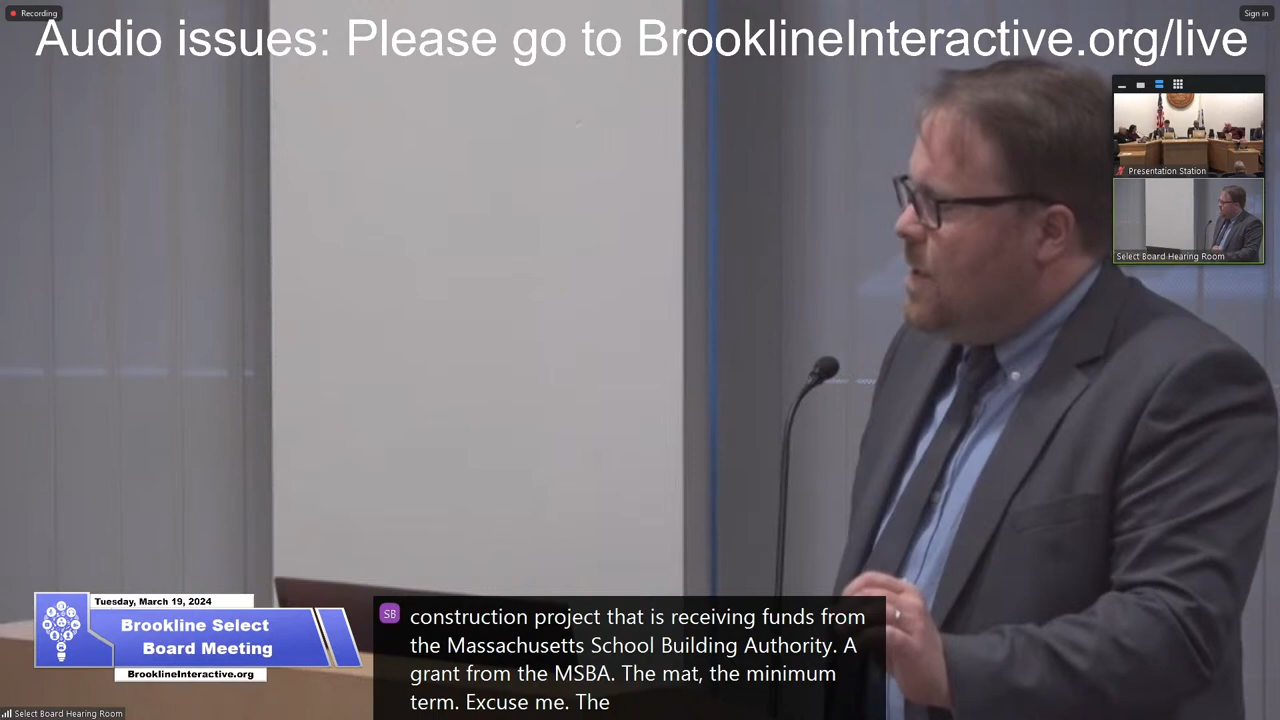 Recording
Sign in
Audio issues: Please go to BrooklineInteractive.org/live
Presentation Station
Select Board Hearing Room
Tuesday, March 19, 2024
Brookline Select
Board Meeting
BrooklineInteractive.org
SB
construction project that is receiving funds from
the Massachusetts School Building Authority. A
grant from the MSBA. The mat, the minimum
term. Excuse me. The
Select Board Hearing Room